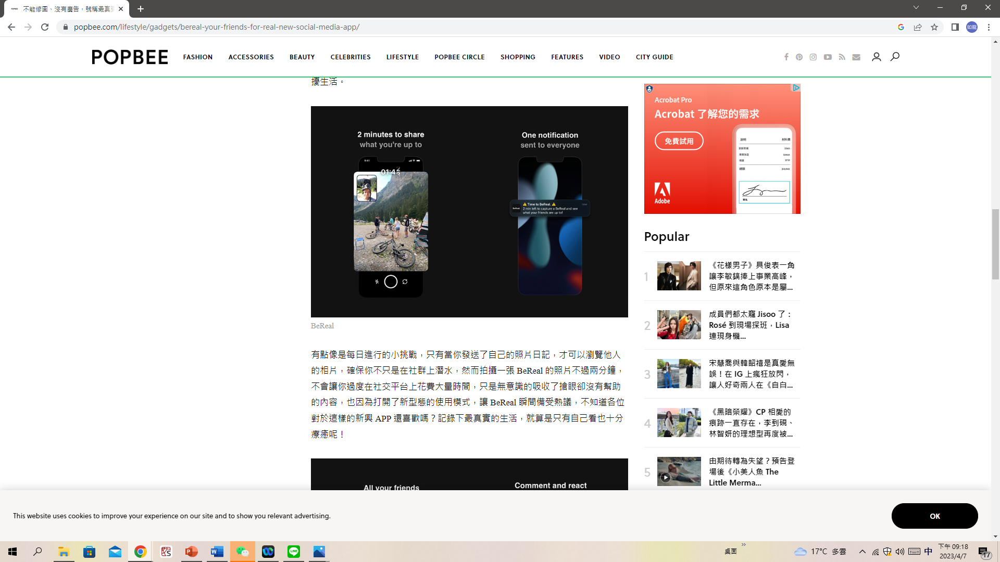 不能修圖、沒有廣告，號稱最真實
popbee.com/lifestyle/gadgets/bereal-your-friends-for-real-new-social-media-app/
如龍
POPBEE
FASHION
ACCESSORIES
BEAUTY
CELEBRITIES
LIFESTYLE
POPBEE CIRCLE
SHOPPING
FEATURES
VIDEO
CITY GUIDE
擾生活。
2 minutes to share
what you're up to
9:41
One notification
sent to everyone
BeReal.
⚠️ Time to BeReal. ⚠️
2 min left to capture a BeReal and see
what your friends are up to!
BeReal
有點像是每日進行的小挑戰，只有當你發送了自己的照片日記，才可以瀏覽他人
的相片，確保你不只是在社群上潛水，然而拍攝一張 BeReal 的照片不過兩分鐘，
不會讓你過度在社交平台上花費大量時間，只是無意識的吸收了搶眼卻沒有幫助
的內容，也因為打開了新型態的使用模式，讓 BeReal 瞬間備受熱議，不知道各位
對於這樣的新興 APP 還喜歡嗎？記錄下最真實的生活，就算是只有自己看也十分
療癒呢！
All your friends
Comment and react
Acrobat Pro
Acrobat 了解您的需求
免費試用
說明
材料費
總額
簽名
Adobe
Popular
1
《花樣男子》具俊表一角
讓李敏鎬捧上事業高峰，
但原來這角色原本是屬...
2
成員們都太寵 Jisoo 了：
Rosé 到現場探班，Lisa
連現身機...
3
宋慧喬與韓韶禧是真愛無
誤！在 IG 上瘋狂放閃，
讓人好奇兩人在《自白...
4
《黑暗榮耀》CP 相愛的
痕跡一直存在，李到晛、
林智妍的理想型再度被...
5
由期待轉為失望？預告登
場後《小美人魚 The
Little Merma...
This website uses cookies to improve your experience on our site and to show you relevant advertising.
OK
桌面
17°C 多雲
中
下午 09:18
2023/4/7
17